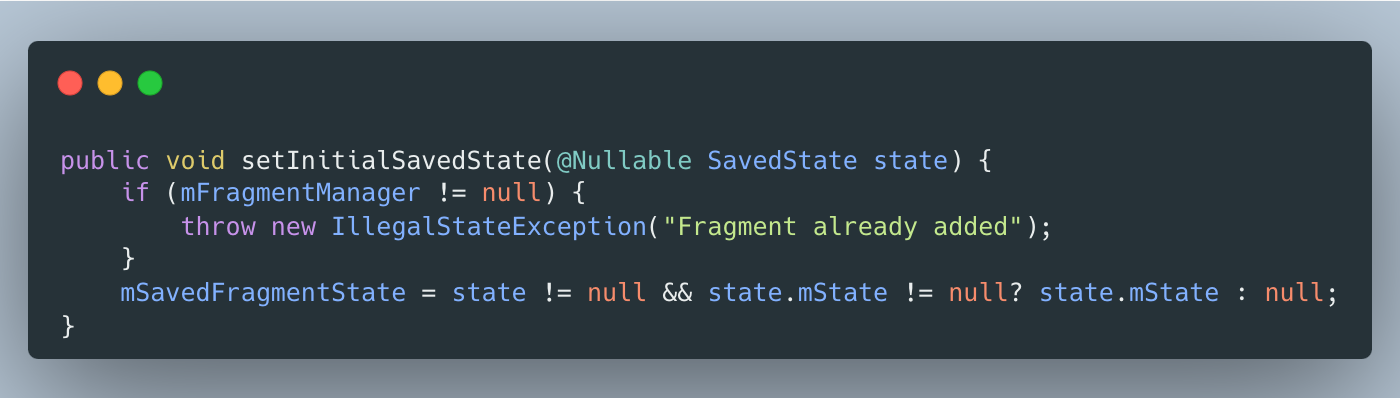 public void setInitialSavedState(@Nullable SavedState state) {
    if (mFragmentManager != null) {
        throw new IllegalStateException("Fragment already added");
    }
    mSavedFragmentState = state != null && state.mState != null? state.mState : null;
}